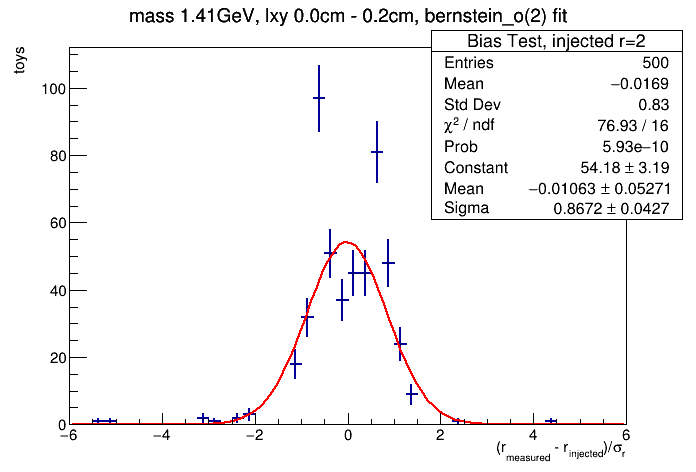 mass 1.41GeV, lxy 0.0cm - 0.2cm, bernstein_o(2) fit
toys
Bias Test, injected r=2
Entries 500
Mean −0.0169
Std Dev 0.83
χ² / ndf 76.93 / 16
Prob 5.93e−10
Constant 54.18 ± 3.19
Mean −0.01063 ± 0.05271
Sigma 0.8672 ± 0.0427
100
80
60
40
20
0
−6 −4 −2 0 2 4 6
(r_measured - r_injected)/σ_r